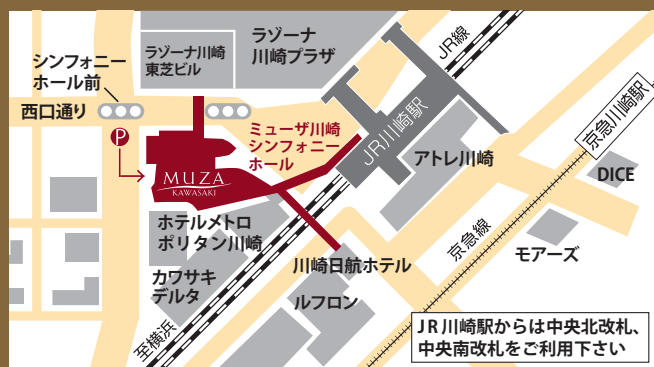 ラゾーナ
川崎プラザ
ラゾーナ川崎
東芝ビル
JR線
シンフォニー
ホール前
西口通り
P
ミューザ川崎
シンフォニー
ホール
JR川崎駅
京急川崎駅
アトレ川崎
MUZA
KAWASAKI
DICE
ホテルメトロ
ポリタン川崎
京急線
モアーズ
川崎日航ホテル
カワサキ
デルタ
ルフロン
至横浜
JR川崎駅からは中央北改札、
中央南改札をご利用下さい